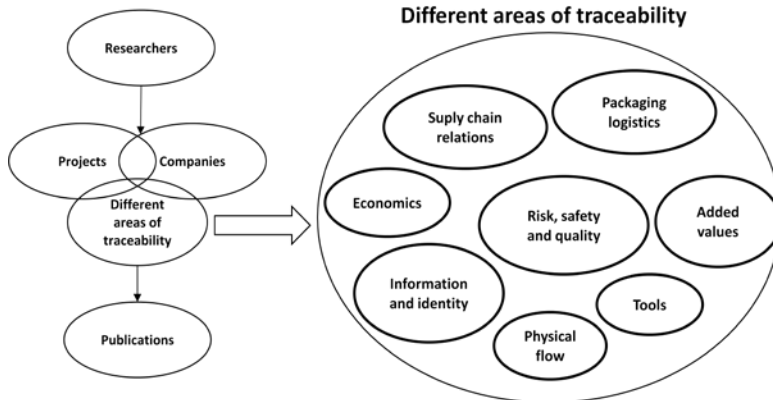 Different areas of traceability
Researchers
Projects
Companies
Different
areas of
traceability
Publications
Suply chain
relations
Packaging
logistics
Economics
Risk, safety
and quality
Added
values
Information
and identity
Tools
Physical
flow